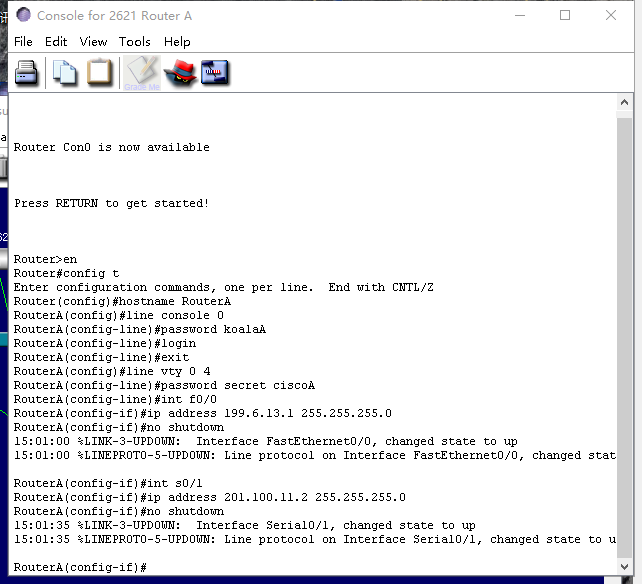 Console for 2621 Router A
File Edit View Tools Help
Grade Me
Router Con0 is now available
Press RETURN to get started!
Router>en
Router#config t
Enter configuration commands, one per line.  End with CNTL/Z
Router(config)#hostname RouterA
RouterA(config)#line console 0
RouterA(config-line)#password koalaA
RouterA(config-line)#login
RouterA(config-line)#exit
RouterA(config)#line vty 0 4
RouterA(config-line)#password secret ciscoA
RouterA(config-line)#int f0/0
RouterA(config-if)#ip address 199.6.13.1 255.255.255.0
RouterA(config-if)#no shutdown
15:01:00 %LINK-3-UPDOWN:  Interface FastEthernet0/0, changed state to up
15:01:00 %LINEPROTO-5-UPDOWN: Line protocol on Interface FastEthernet0/0, changed stat
RouterA(config-if)#int s0/1
RouterA(config-if)#ip address 201.100.11.2 255.255.255.0
RouterA(config-if)#no shutdown
15:01:35 %LINK-3-UPDOWN:  Interface Serial0/1, changed state to up
15:01:35 %LINEPROTO-5-UPDOWN: Line protocol on Interface Serial0/1, changed state to u
RouterA(config-if)#